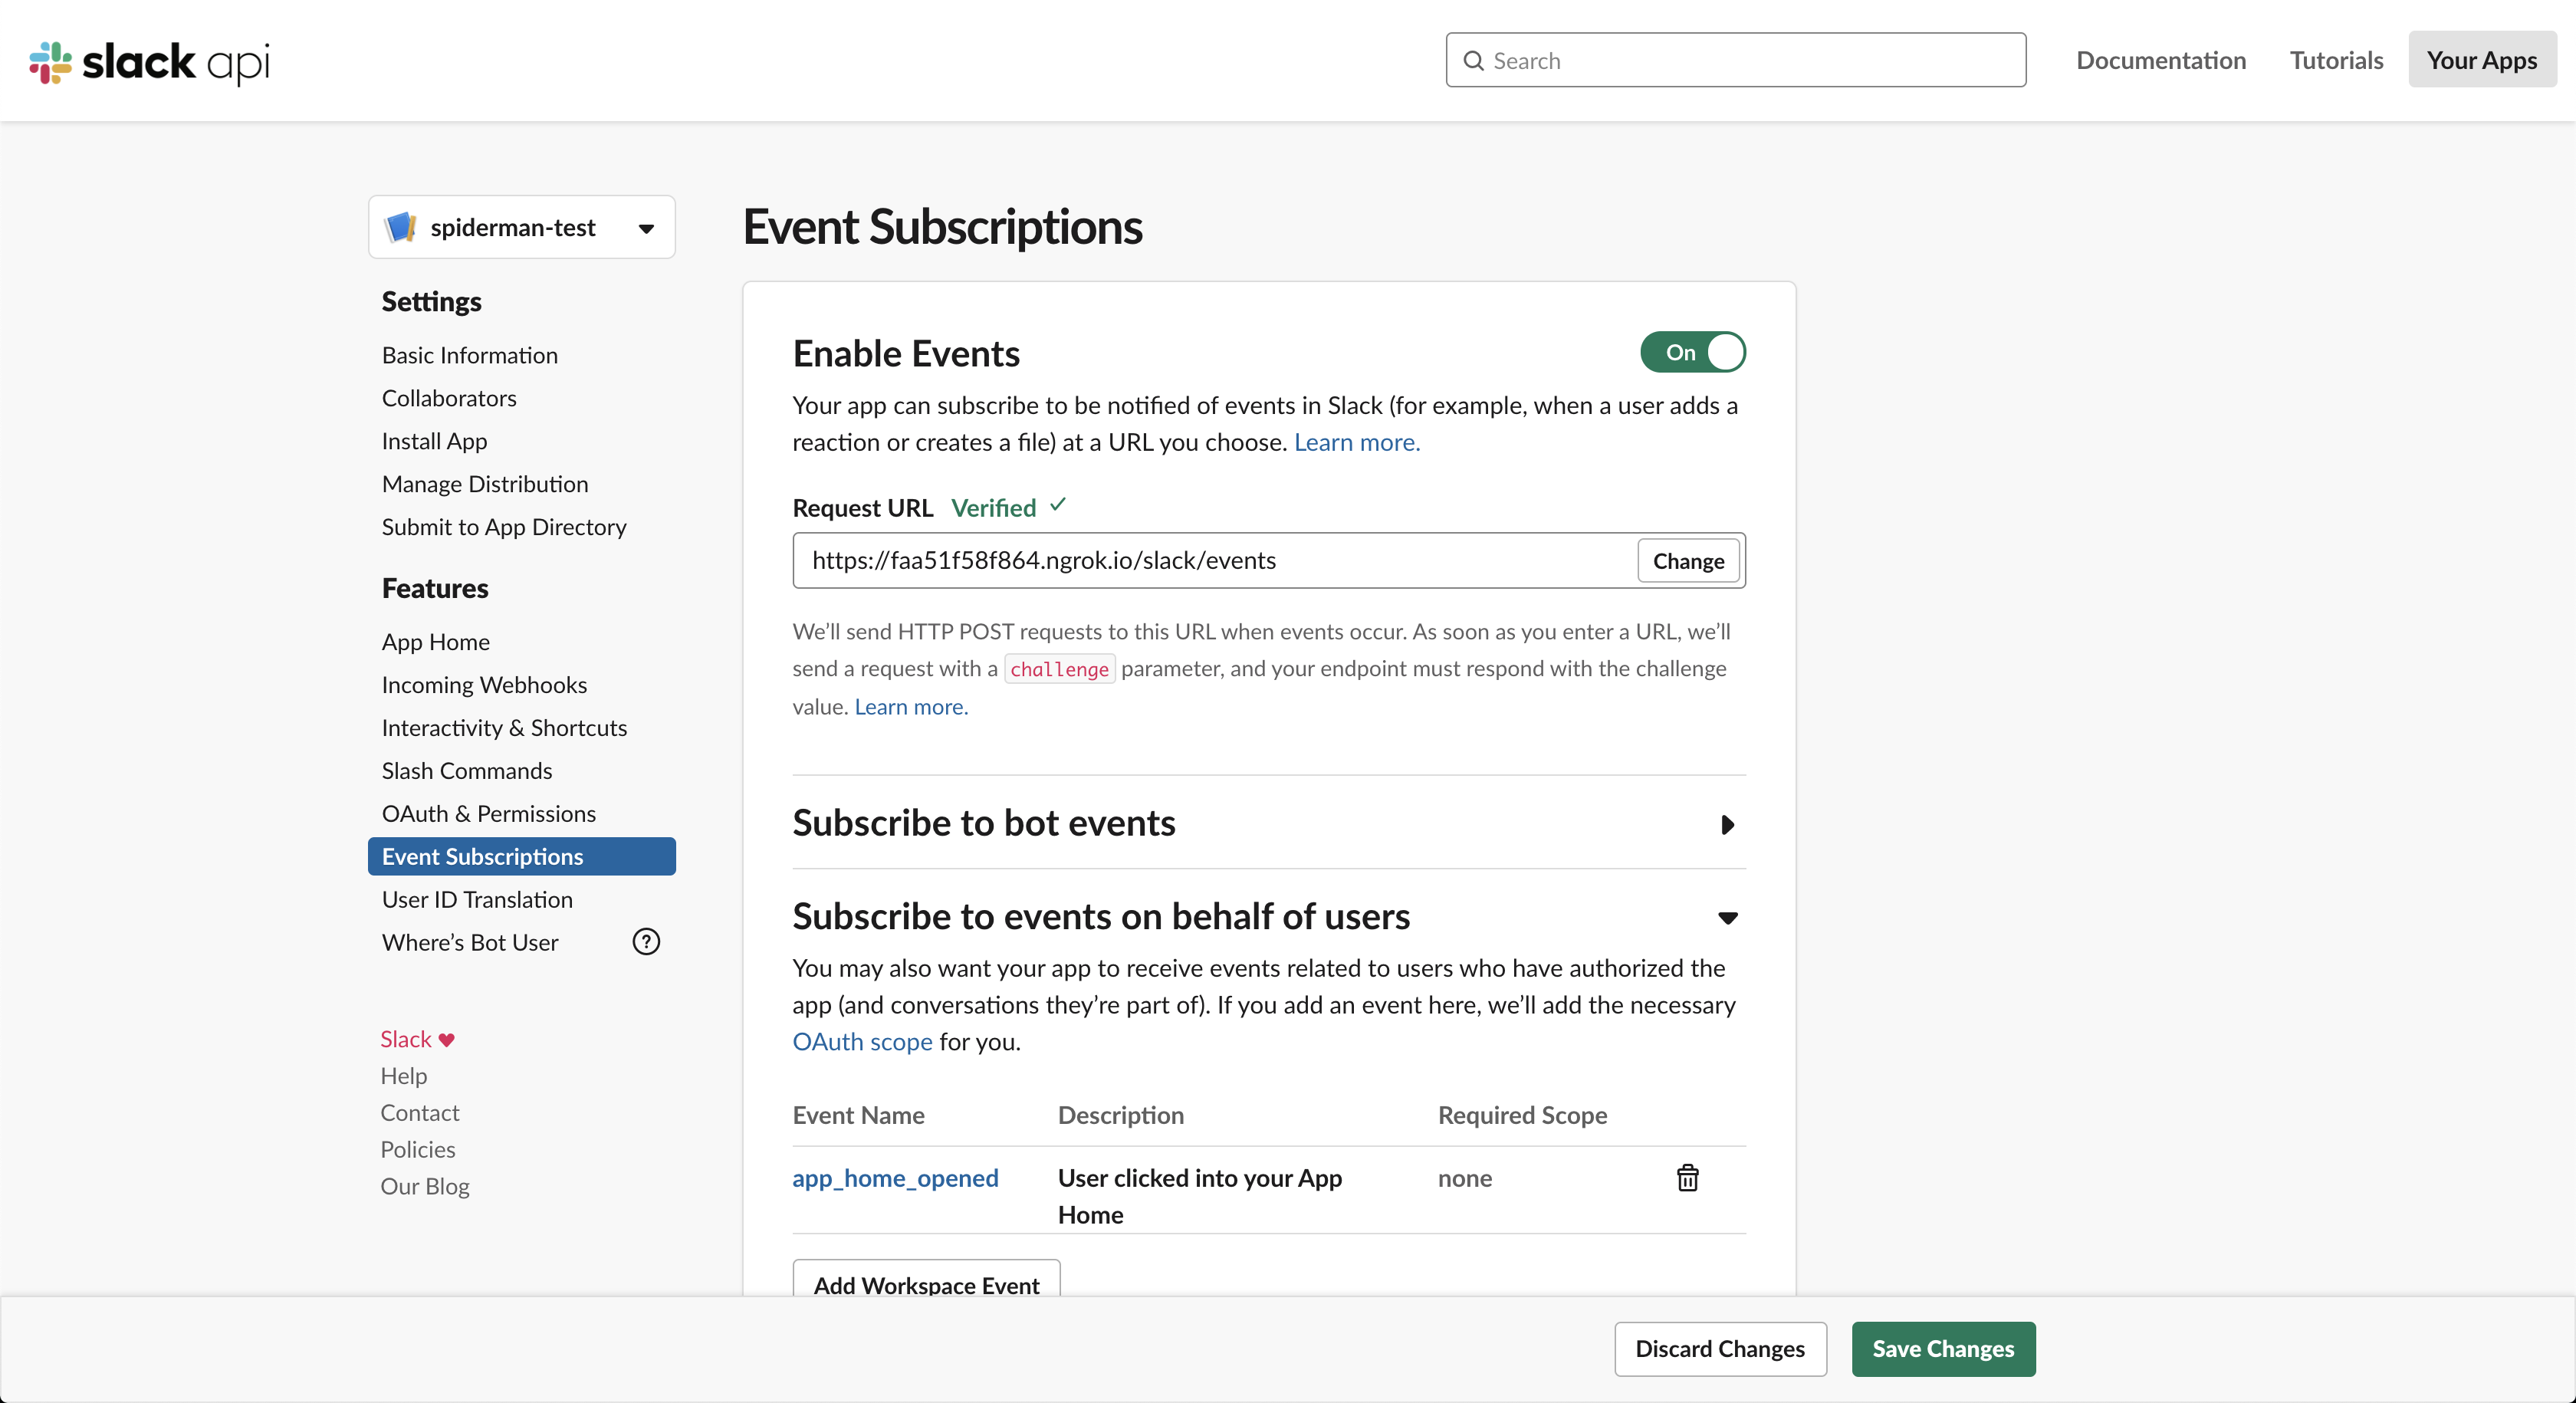 slack api
Search
Documentation
Tutorials
Your Apps
spiderman-test
Settings
Basic Information
Collaborators
Install App
Manage Distribution
Submit to App Directory
Features
App Home
Incoming Webhooks
Interactivity & Shortcuts
Slash Commands
OAuth & Permissions
Event Subscriptions
User ID Translation
Where’s Bot User
?
Slack ♥
Help
Contact
Policies
Our Blog
Event Subscriptions
Enable Events
On
Your app can subscribe to be notified of events in Slack (for example, when a user adds a
reaction or creates a file) at a URL you choose. Learn more.
Request URL Verified ✓
https://faa51f58f864.ngrok.io/slack/events
Change
We’ll send HTTP POST requests to this URL when events occur. As soon as you enter a URL, we’ll
send a request with a challenge parameter, and your endpoint must respond with the challenge
value. Learn more.
Subscribe to bot events
Subscribe to events on behalf of users
You may also want your app to receive events related to users who have authorized the
app (and conversations they’re part of). If you add an event here, we’ll add the necessary
OAuth scope for you.
Event Name Description Required Scope
app_home_opened User clicked into your App none
Home
Add Workspace Event
Discard Changes
Save Changes